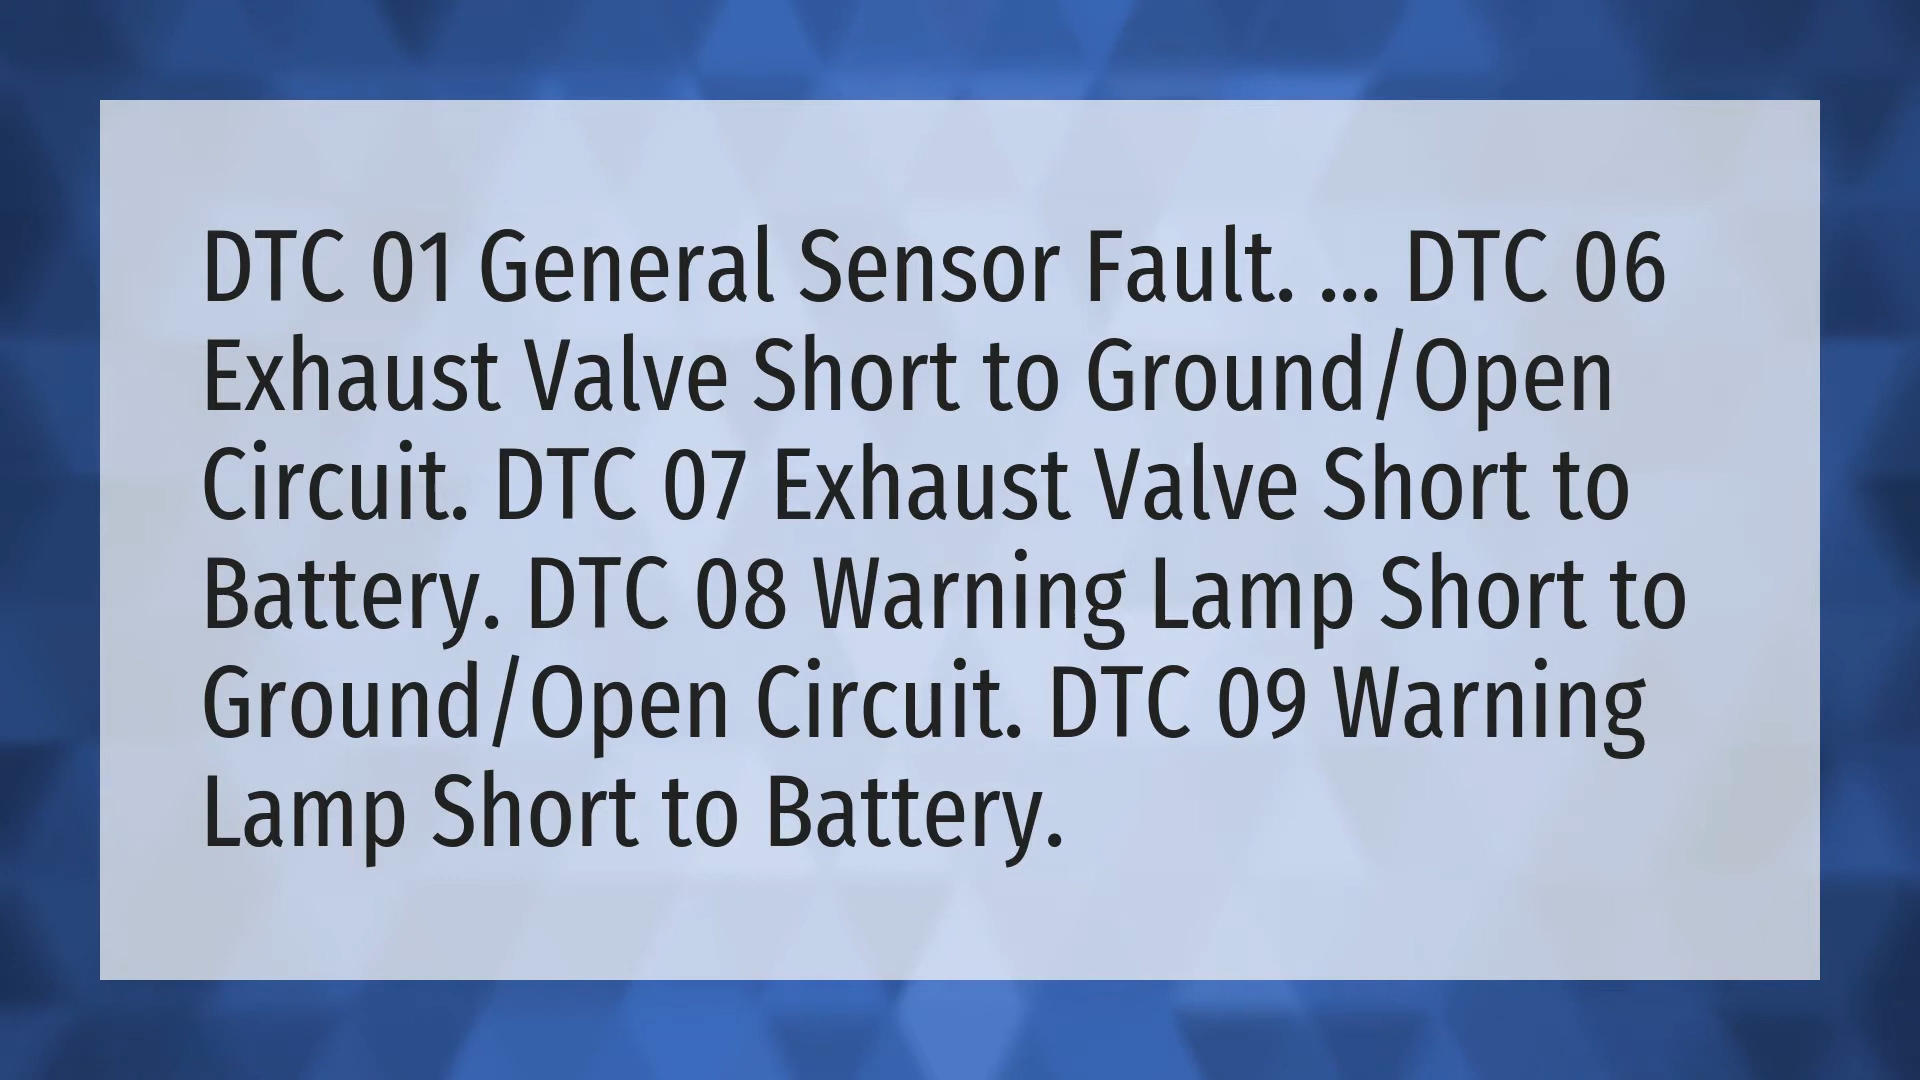 DTC 01 General Sensor Fault. ... DTC 06
Exhaust Valve Short to Ground/Open
Circuit. DTC 07 Exhaust Valve Short to
Battery. DTC 08 Warning Lamp Short to
Ground/Open Circuit. DTC 09 Warning
Lamp Short to Battery.